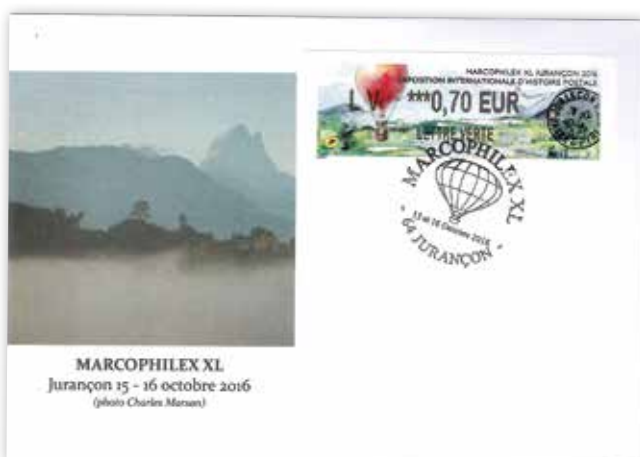 MARCOPHILEX XL JURANÇON 2016
EXPOSITION INTERNATIONALE D'HISTOIRE POSTALE
LV ***0,70 EUR
LETTRE VERTE
MARCOPHILEX XL
15 et 16 Octobre 2016
- 64 JURANÇON -
MARCOPHILEX XL
Jurançon 15 - 16 octobre 2016
(photo Charles Marsan)